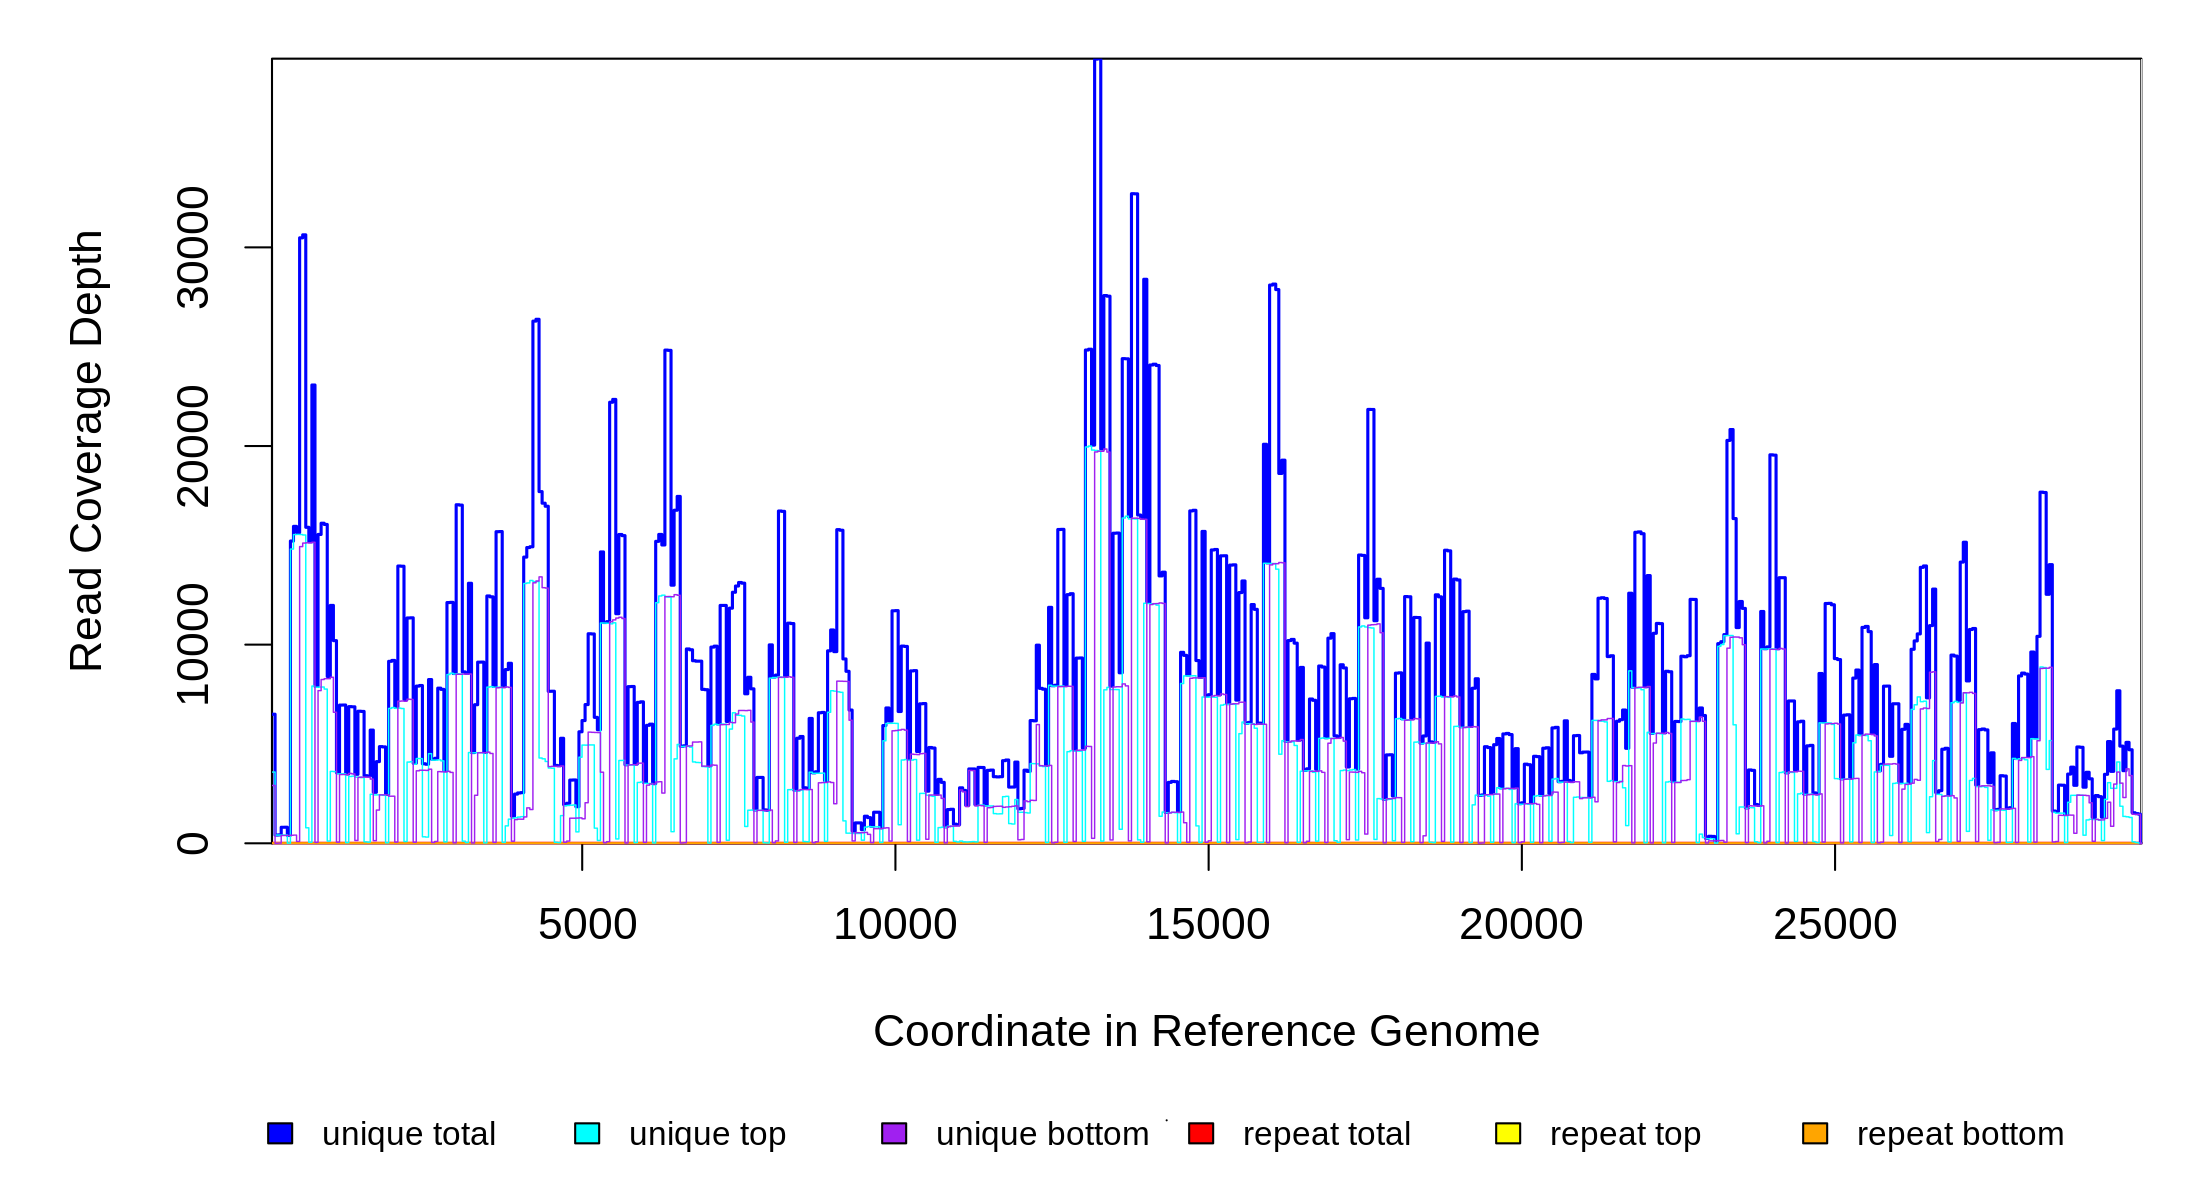 Read Coverage Depth
30000
20000
10000
0
5000 10000 15000 20000 25000
Coordinate in Reference Genome
unique total unique top unique bottom repeat total repeat top repeat bottom